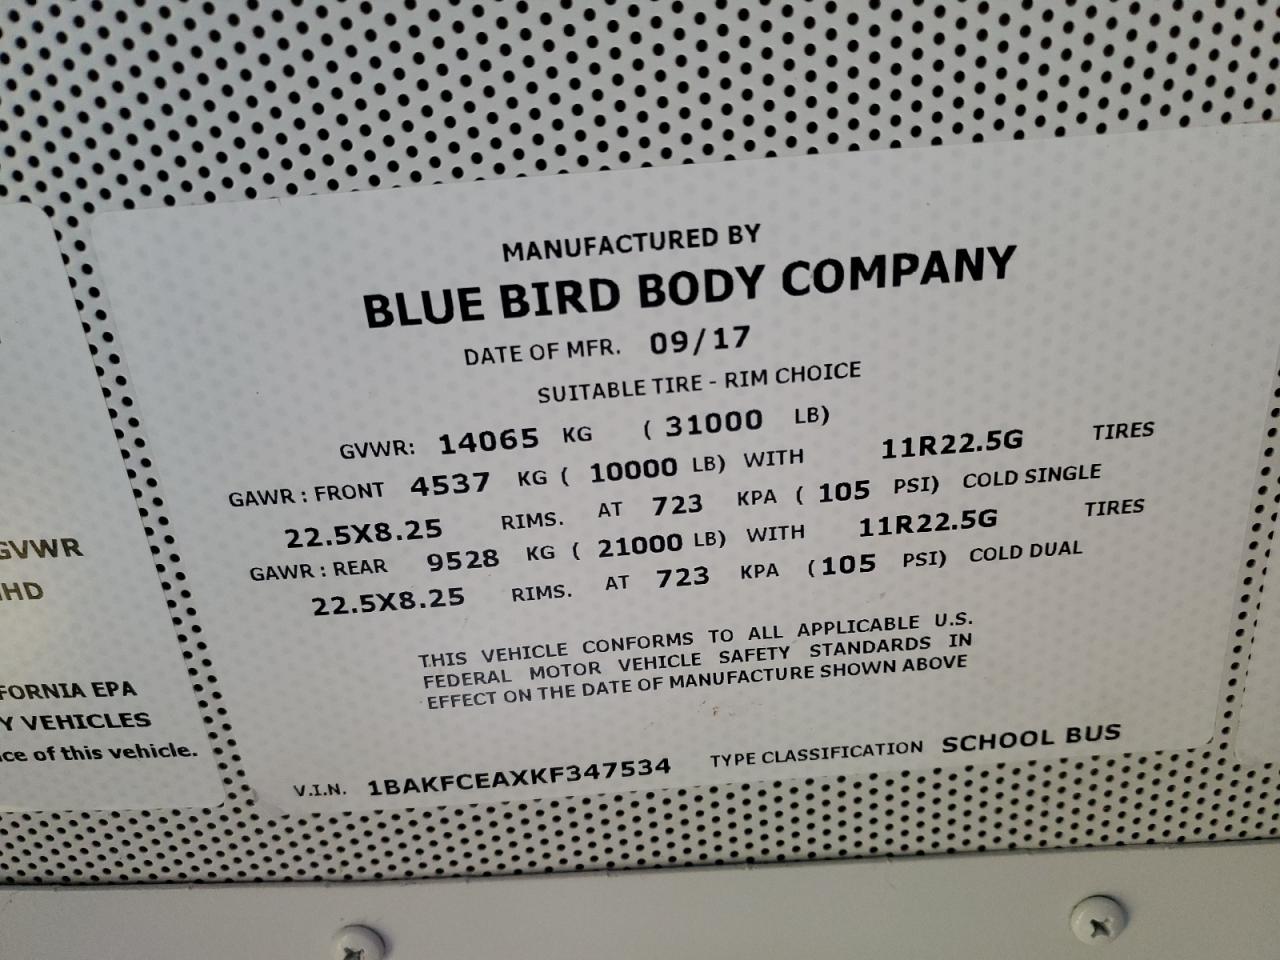 MANUFACTURED BY
BLUE BIRD BODY COMPANY
DATE OF MFR. 09/17
SUITABLE TIRE - RIM CHOICE
GVWR: 14065 KG ( 31000 LB)
GAWR : FRONT 4537 KG ( 10000 LB) WITH 11R22.5G TIRES
22.5X8.25 RIMS. AT 723 KPA ( 105 PSI) COLD SINGLE
GAWR : REAR 9528 KG ( 21000 LB) WITH 11R22.5G TIRES
22.5X8.25 RIMS. AT 723 KPA (105 PSI) COLD DUAL
THIS VEHICLE CONFORMS TO ALL APPLICABLE U.S.
FEDERAL MOTOR VEHICLE SAFETY STANDARDS IN
EFFECT ON THE DATE OF MANUFACTURE SHOWN ABOVE
V.I.N. 1BAKFCEAXKF347534 TYPE CLASSIFICATION SCHOOL BUS
GVWR
HD
FORNIA EPA
Y VEHICLES
ce of this vehicle.